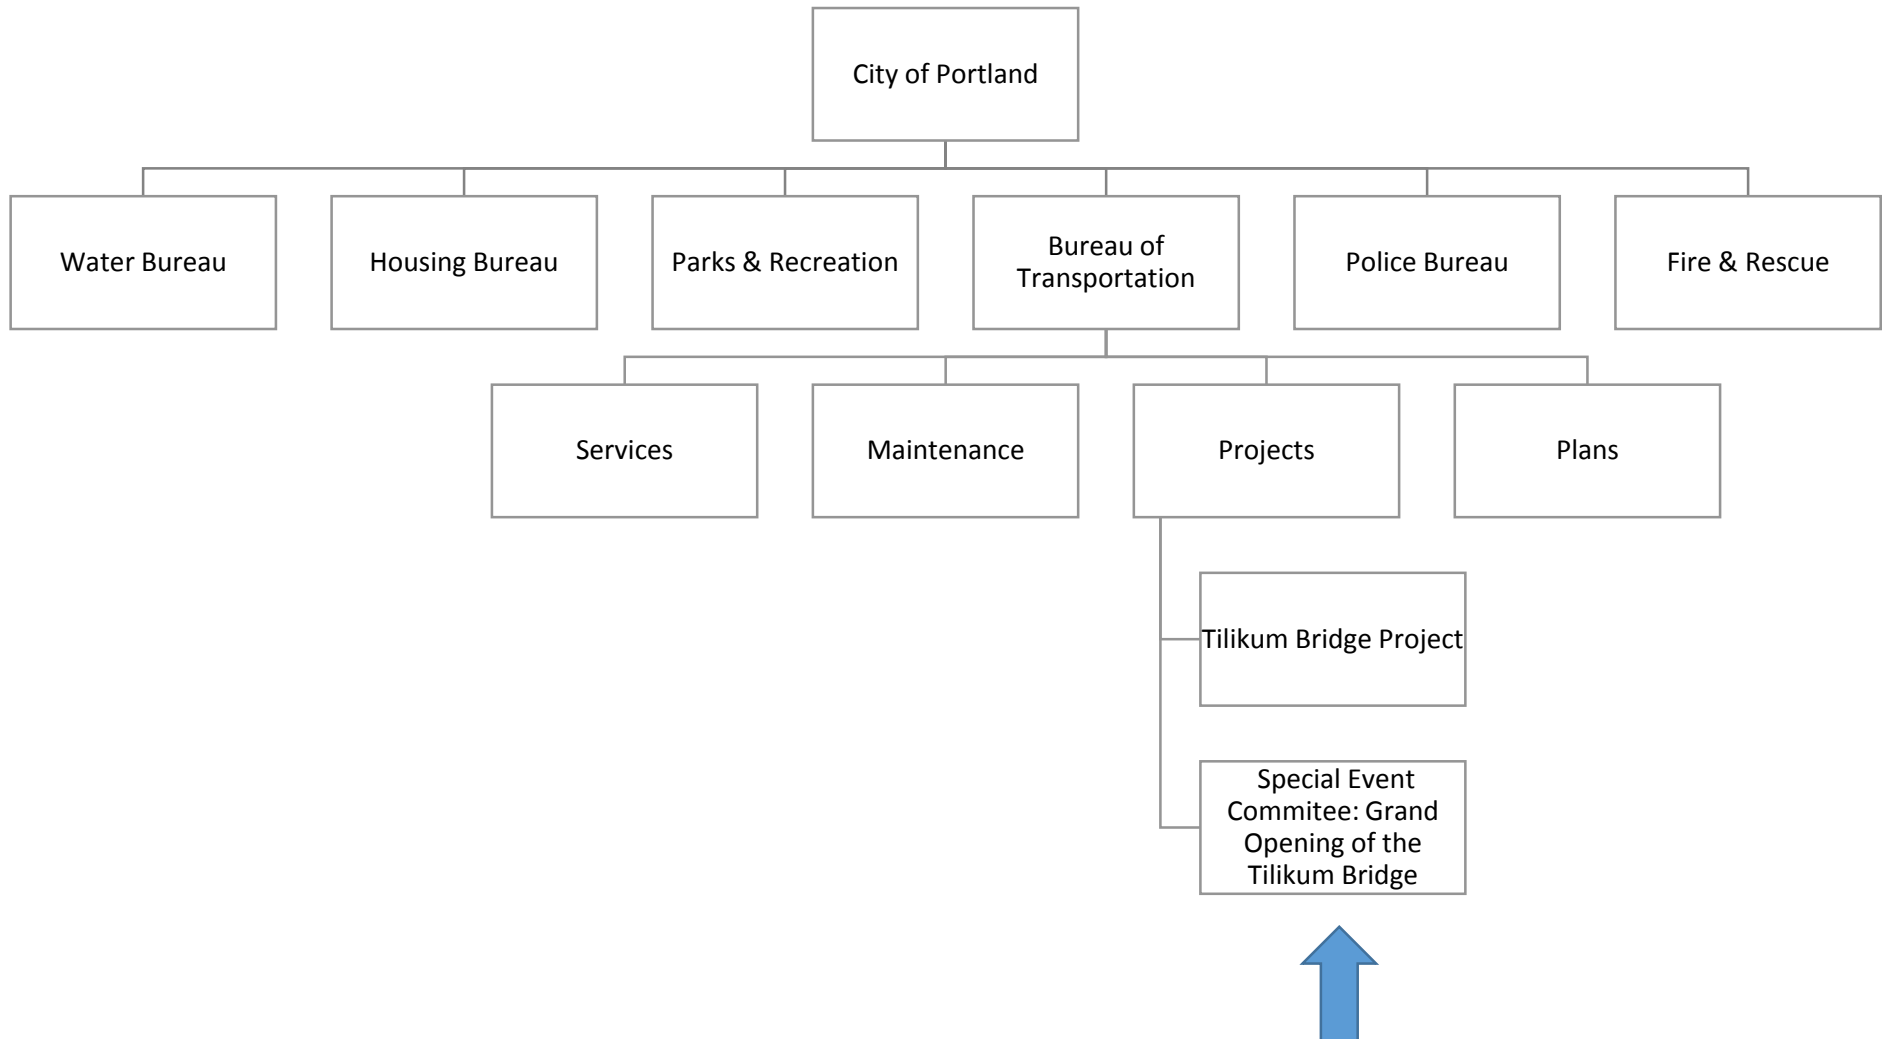 City of Portland
Water Bureau
Housing Bureau
Parks & Recreation
Bureau of
Transportation
Police Bureau
Fire & Rescue
Services
Maintenance
Projects
Plans
Tilikum Bridge Project
Special Event
Commitee: Grand
Opening of the
Tilikum Bridge